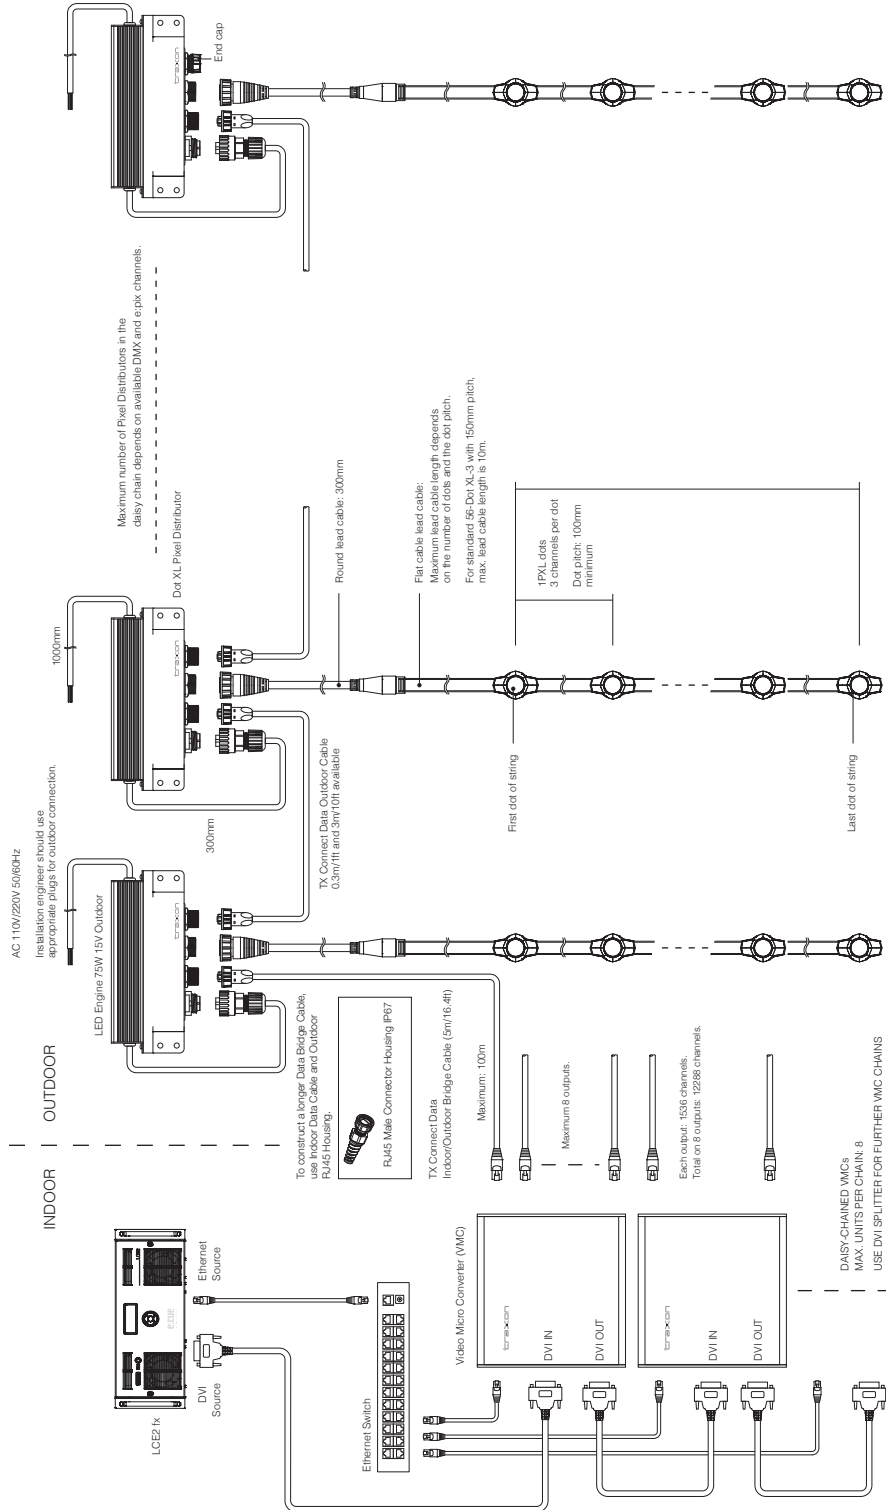 INDOOR
OUTDOOR
LCE2 fx
e:cue
DVI
Source
Ethernet
Source
Ethernet Switch
Video Micro Converter (VMC)
traxon
DVI IN
DVI OUT
traxon
DVI IN
DVI OUT
DAISY-CHAINED VMCs
MAX. UNITS PER CHAIN: 8
USE DVI SPLITTER FOR FURTHER VMC CHAINS
Maximum 8 outputs.
Each output: 1536 channels.
Total on 8 outputs: 12288 channels.
Maximum: 100m
TX Connect Data
Indoor/Outdoor Bridge Cable (5m/16.4ft)
To construct a longer Data Bridge Cable,
use Indoor Data Cable and Outdoor
RJ45 Housing.
RJ45 Male Connector Housing IP67
AC 110V/220V 50/60Hz
Installation engineer should use
appropriate plugs for outdoor connection.
LED Engine 75W 15V Outdoor
traxon
300mm
1000mm
TX Connect Data Outdoor Cable
0.3m/1ft and 3m/10ft available
traxon
Dot XL Pixel Distributor
Maximum number of Pixel Distributors in the
daisy chain depends on available DMX and e:pix channels.
Round lead cable: 300mm
Flat cable lead cable:
Maximum lead cable length depends
on the number of dots and the dot pitch.
For standard 56-Dot XL-3 with 150mm pitch,
max. lead cable length is 10m.
1PXL dots
3 channels per dot
Dot pitch: 100mm
minimum
First dot of string
Last dot of string
traxon
End cap